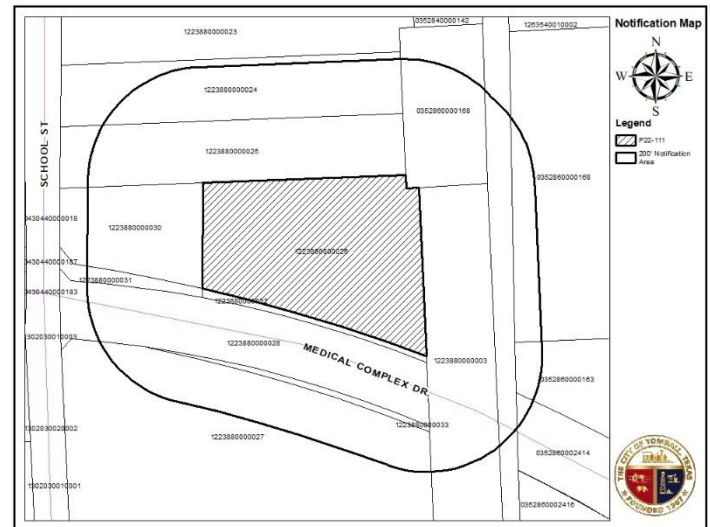 Notification Map
N
W E
S
Legend
P22-111
200' Notification
Area
SCHOOL ST
MEDICAL COMPLEX DR.
1223880000023
0352840000142
1263540010002
1223880000024
0352860000168
1223880000025
0352860000168
0430440000018
1223880000030
1223880000026
0430440000187
1223880000031
0430440000183
1223880000032
1302030010003
1223880000028
1223880000003
0352860000163
1223880000033
1302030020002
1223880000027
0352860002414
1302030010001
0352860002416
THE CITY OF TOMBALL, TEXAS
FOUNDED 1907